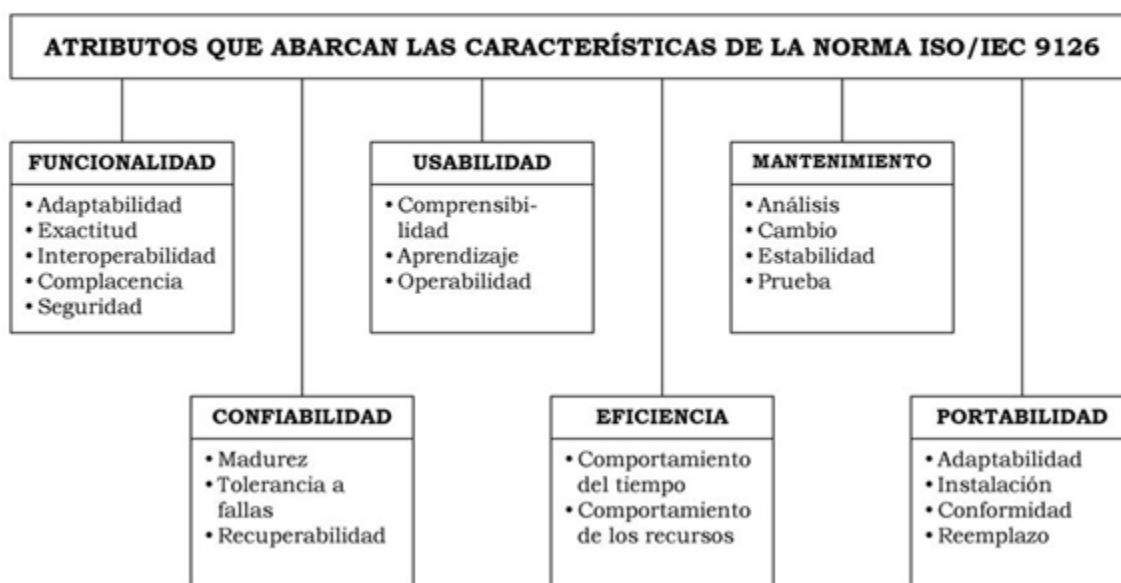 ATRIBUTOS QUE ABARCAN LAS CARACTERÍSTICAS DE LA NORMA ISO/IEC 9126
FUNCIONALIDAD
• Adaptabilidad
• Exactitud
• Interoperabilidad
• Complacencia
• Seguridad
USABILIDAD
• Comprensibi-
lidad
• Aprendizaje
• Operabilidad
MANTENIMIENTO
• Análisis
• Cambio
• Estabilidad
• Prueba
CONFIABILIDAD
• Madurez
• Tolerancia a
fallas
• Recuperabilidad
EFICIENCIA
• Comportamiento
del tiempo
• Comportamiento
de los recursos
PORTABILIDAD
• Adaptabilidad
• Instalación
• Conformidad
• Reemplazo